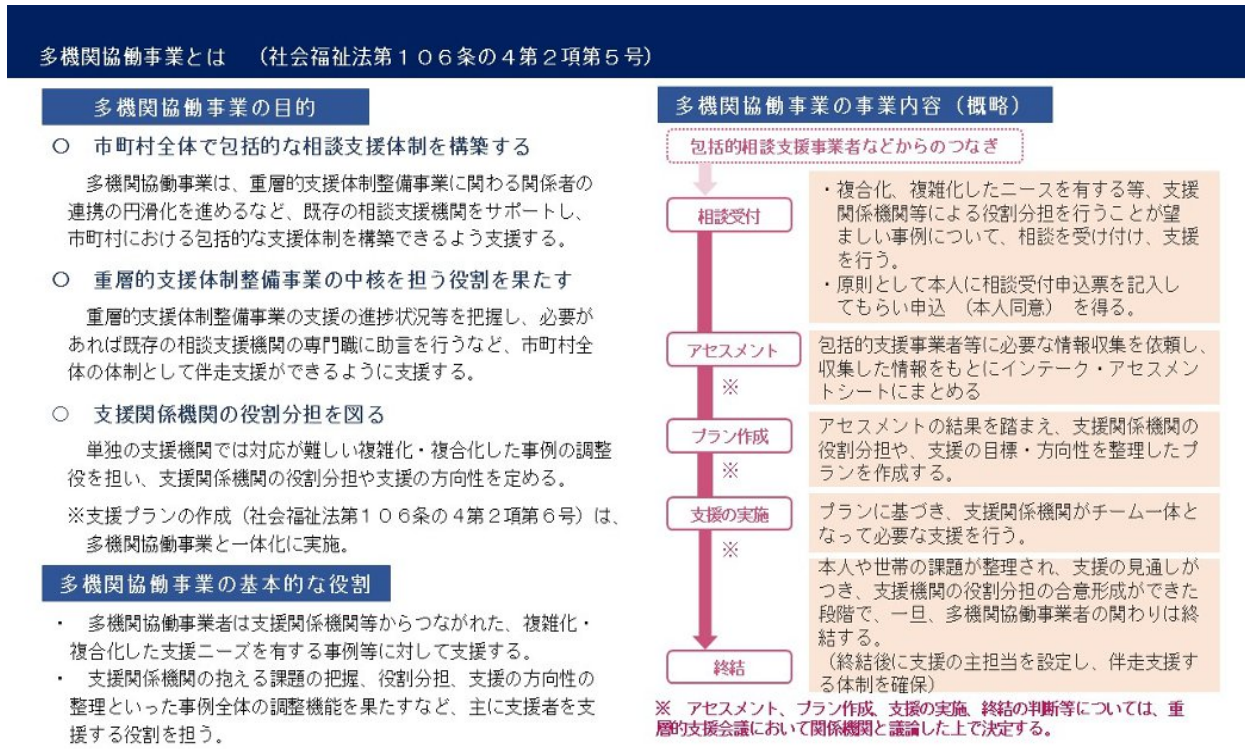 多機関協働事業とは (社会福祉法第106条の4第2項第5号)
多機関協働事業の目的
○ 市町村全体で包括的な相談支援体制を構築する
多機関協働事業は、重層的支援体制整備事業に関わる関係者の
連携の円滑化を進めるなど、既存の相談支援機関をサポートし、
市町村における包括的な支援体制を構築できるよう支援する。
○ 重層的支援体制整備事業の中核を担う役割を果たす
重層的支援体制整備事業の支援の進捗状況等を把握し、必要が
あれば既存の相談支援機関の専門職に助言を行うなど、市町村全
体の体制として伴走支援ができるように支援する。
○ 支援関係機関の役割分担を図る
単独の支援機関では対応が難しい複雑化・複合化した事例の調整
役を担い、支援関係機関の役割分担や支援の方向性を定める。
※支援プランの作成(社会福祉法第106条の4第2項第6号)は、
多機関協働事業と一体化に実施。
多機関協働事業の基本的な役割
・ 多機関協働事業者は支援関係機関等からつながれた、複雑化・
複合化した支援ニーズを有する事例等に対して支援する。
・ 支援関係機関の抱える課題の把握、役割分担、支援の方向性の
整理といった事例全体の調整機能を果たすなど、主に支援者を支
援する役割を担う。
多機関協働事業の事業内容(概略)
包括的相談支援事業者などからのつなぎ
相談受付
・複合化、複雑化したニーズを有する等、支援
関係機関等による役割分担を行うことが望
ましい事例について、相談を受け付け、支援
を行う。
・原則として本人に相談受付申込票を記入し
てもらい申込 (本人同意) を得る。
アセスメント
※
包括的支援事業者等に必要な情報収集を依頼し、
収集した情報をもとにインテーク・アセスメン
トシートにまとめる
プラン作成
※
アセスメントの結果を踏まえ、支援関係機関の
役割分担や、支援の目標・方向性を整理したプ
ランを作成する。
支援の実施
※
プランに基づき、支援関係機関がチーム一体と
なって必要な支援を行う。
本人や世帯の課題が整理され、支援の見通しが
つき、支援機関の役割分担の合意形成ができた
段階で、一旦、多機関協働事業者の関わりは終
結する。
(終結後に支援の主担当を設定し、伴走支援す
る体制を確保)
終結
※ アセスメント、プラン作成、支援の実施、終結の判断等については、重
層的支援会議において関係機関と議論した上で決定する。